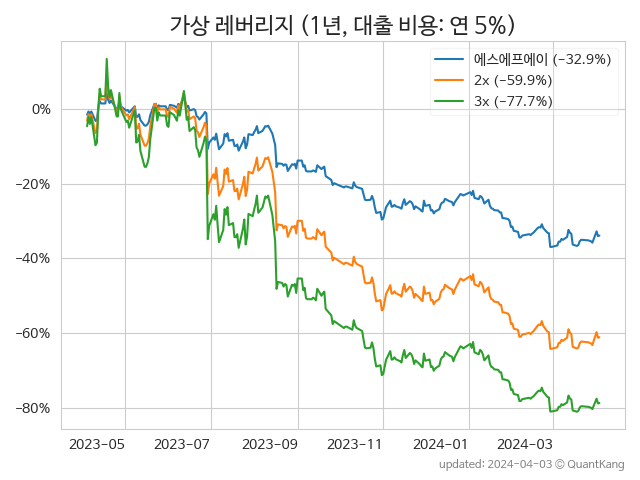 가상 레버리지 (1년, 대출 비용: 연 5%)
에스에프에이 (−32.9%)
2x (−59.9%)
3x (−77.7%)
0%
−20%
−40%
−60%
−80%
2023−05 2023−07 2023−09 2023−11 2024−01 2024−03
updated: 2024−04−03 © QuantKang